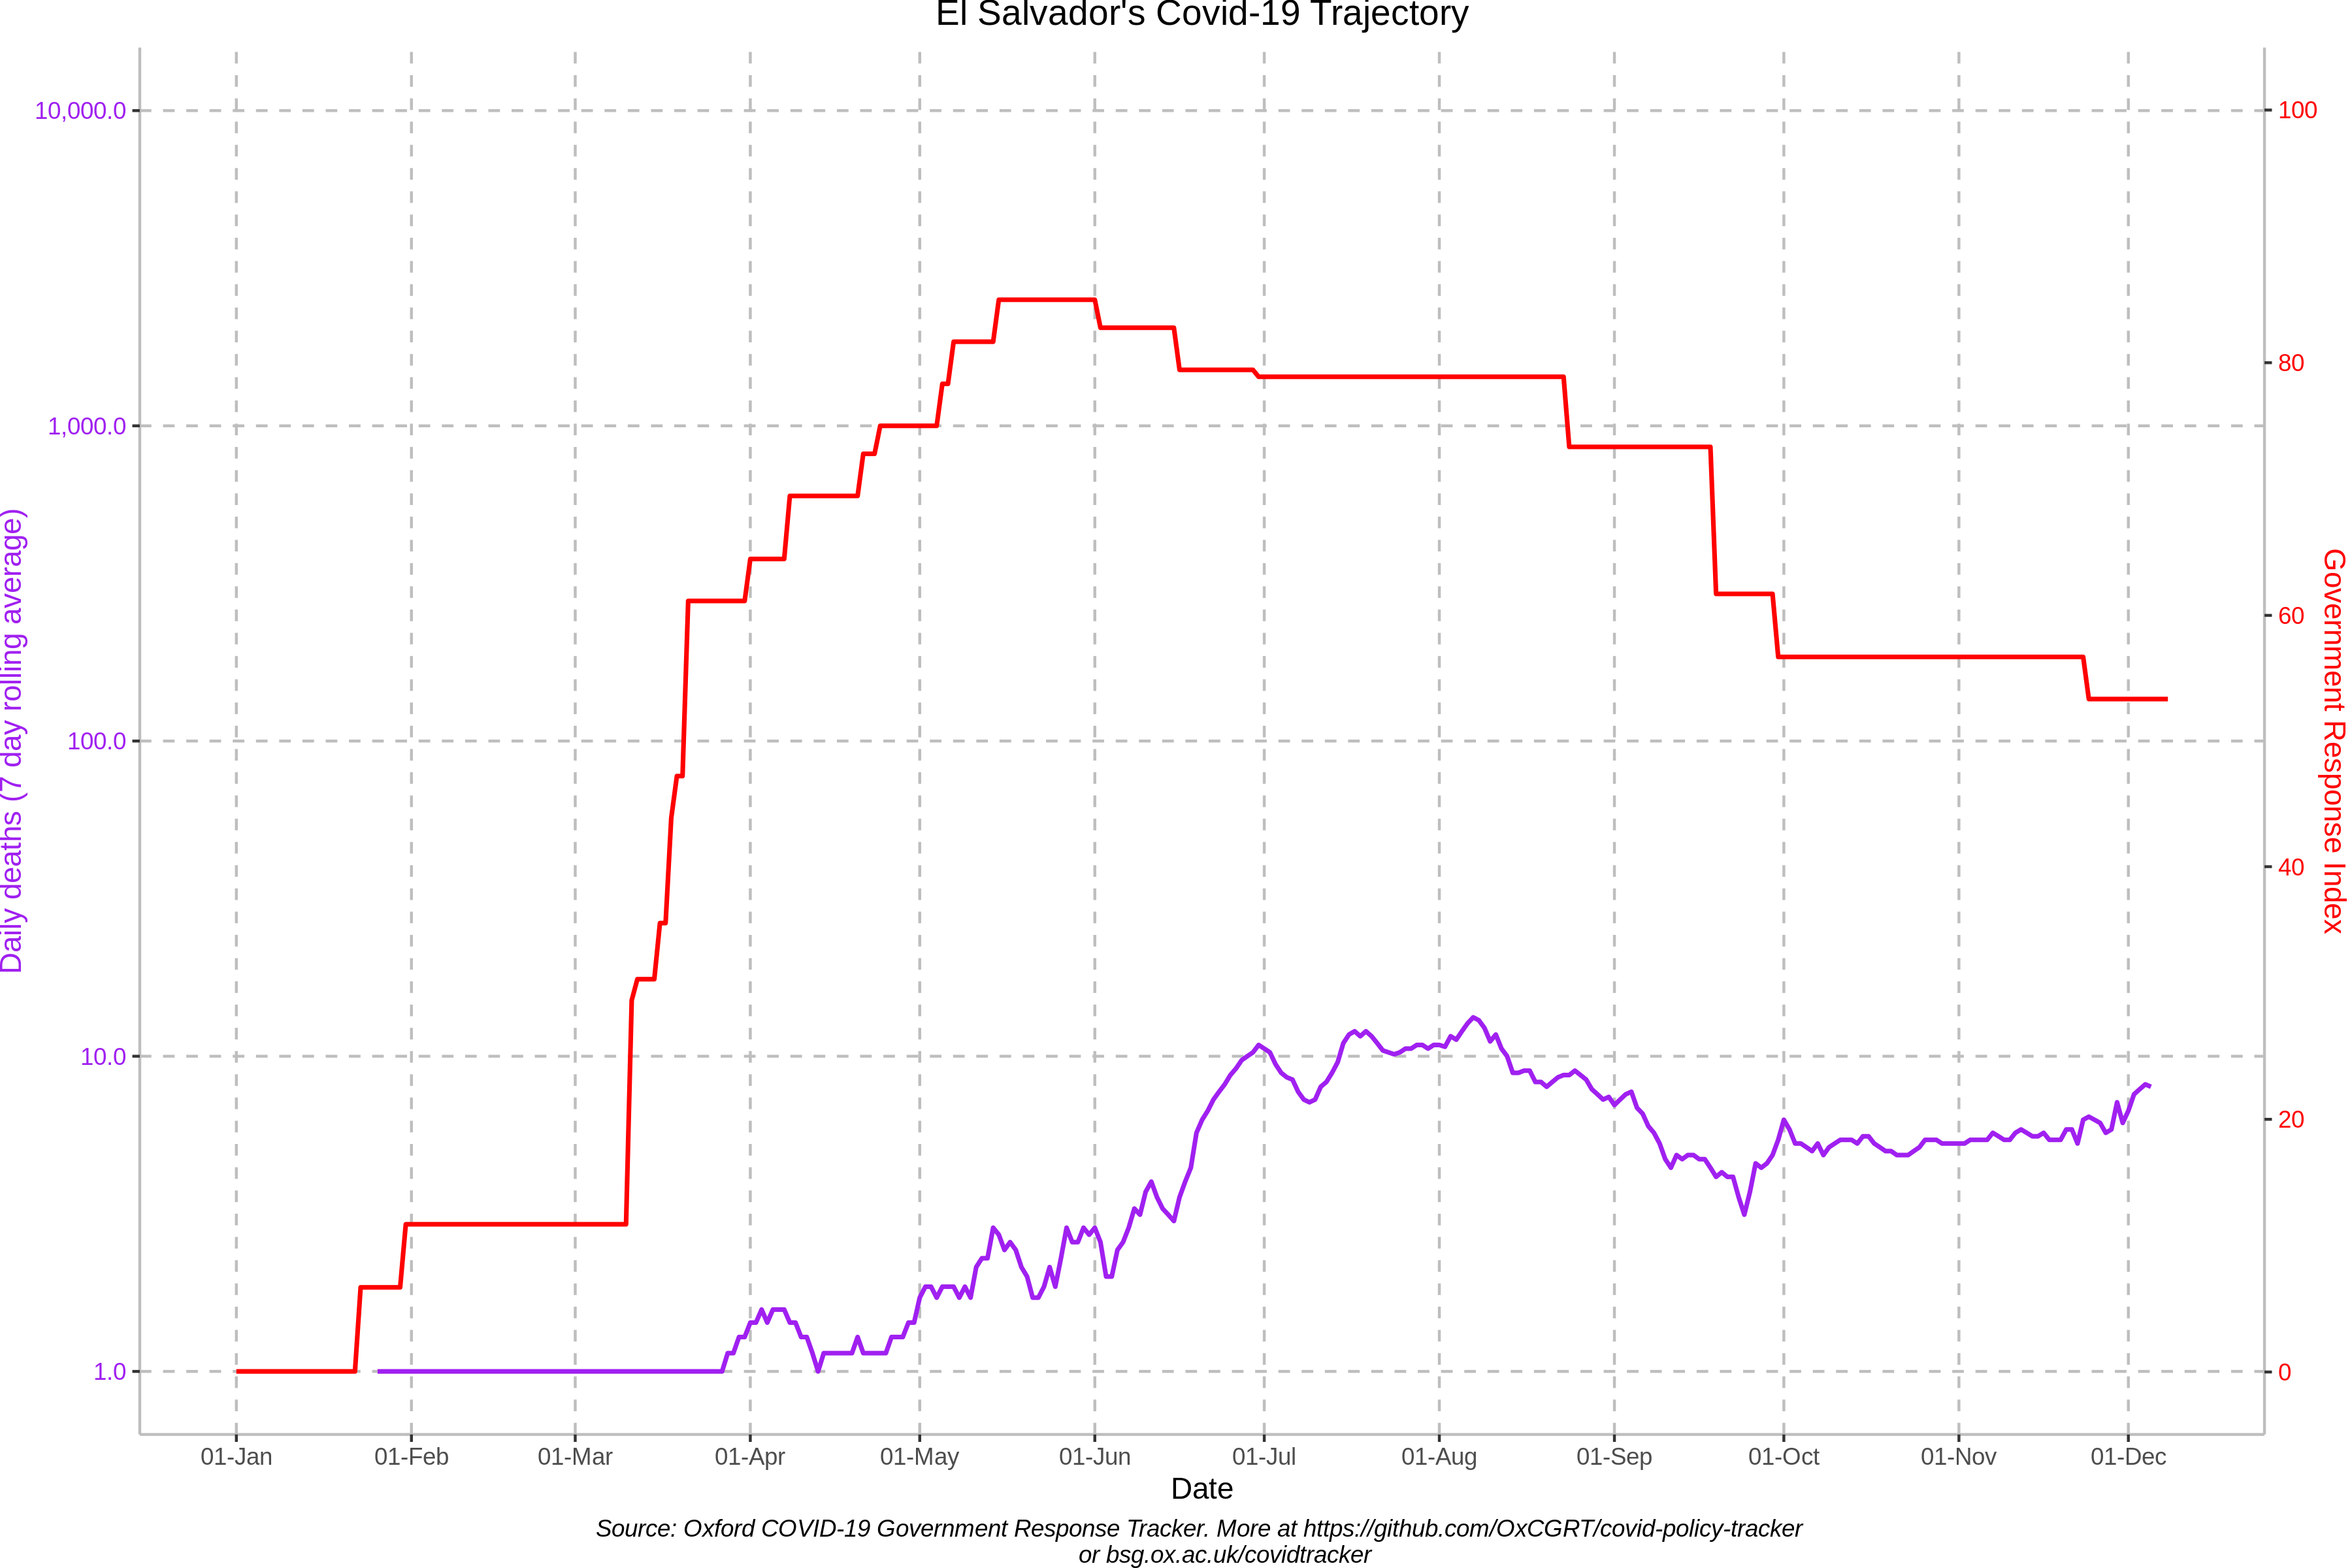 El Salvador's Covid-19 Trajectory
10,000.0
1,000.0
100.0
10.0
1.0
Daily deaths (7 day rolling average)
100
80
60
40
20
0
Government Response Index
01-Jan 01-Feb 01-Mar 01-Apr 01-May 01-Jun 01-Jul 01-Aug 01-Sep 01-Oct 01-Nov 01-Dec
Date
Source: Oxford COVID-19 Government Response Tracker. More at https://github.com/OxCGRT/covid-policy-tracker
or bsg.ox.ac.uk/covidtracker